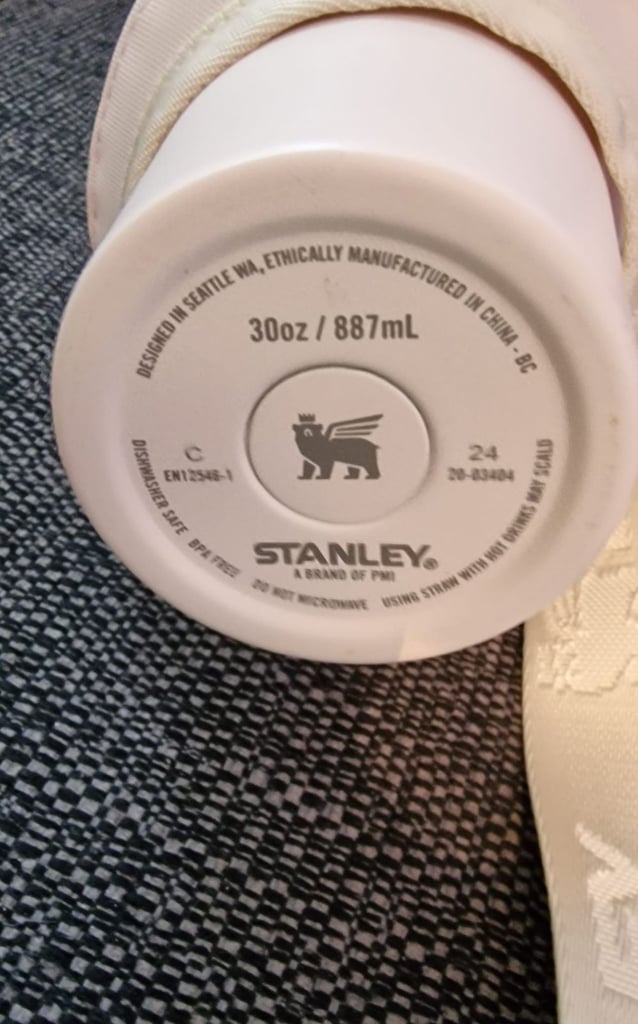 DESIGNED IN SEATTLE WA, ETHICALLY MANUFACTURED IN CHINA - BC
30oz / 887mL
C
EN12546-1
24
20-03404
STANLEY®
A BRAND OF PMI
DISHWASHER SAFE BPA FREE DO NOT MICROWAVE USING STRAW WITH HOT DRINKS MAY SCALD